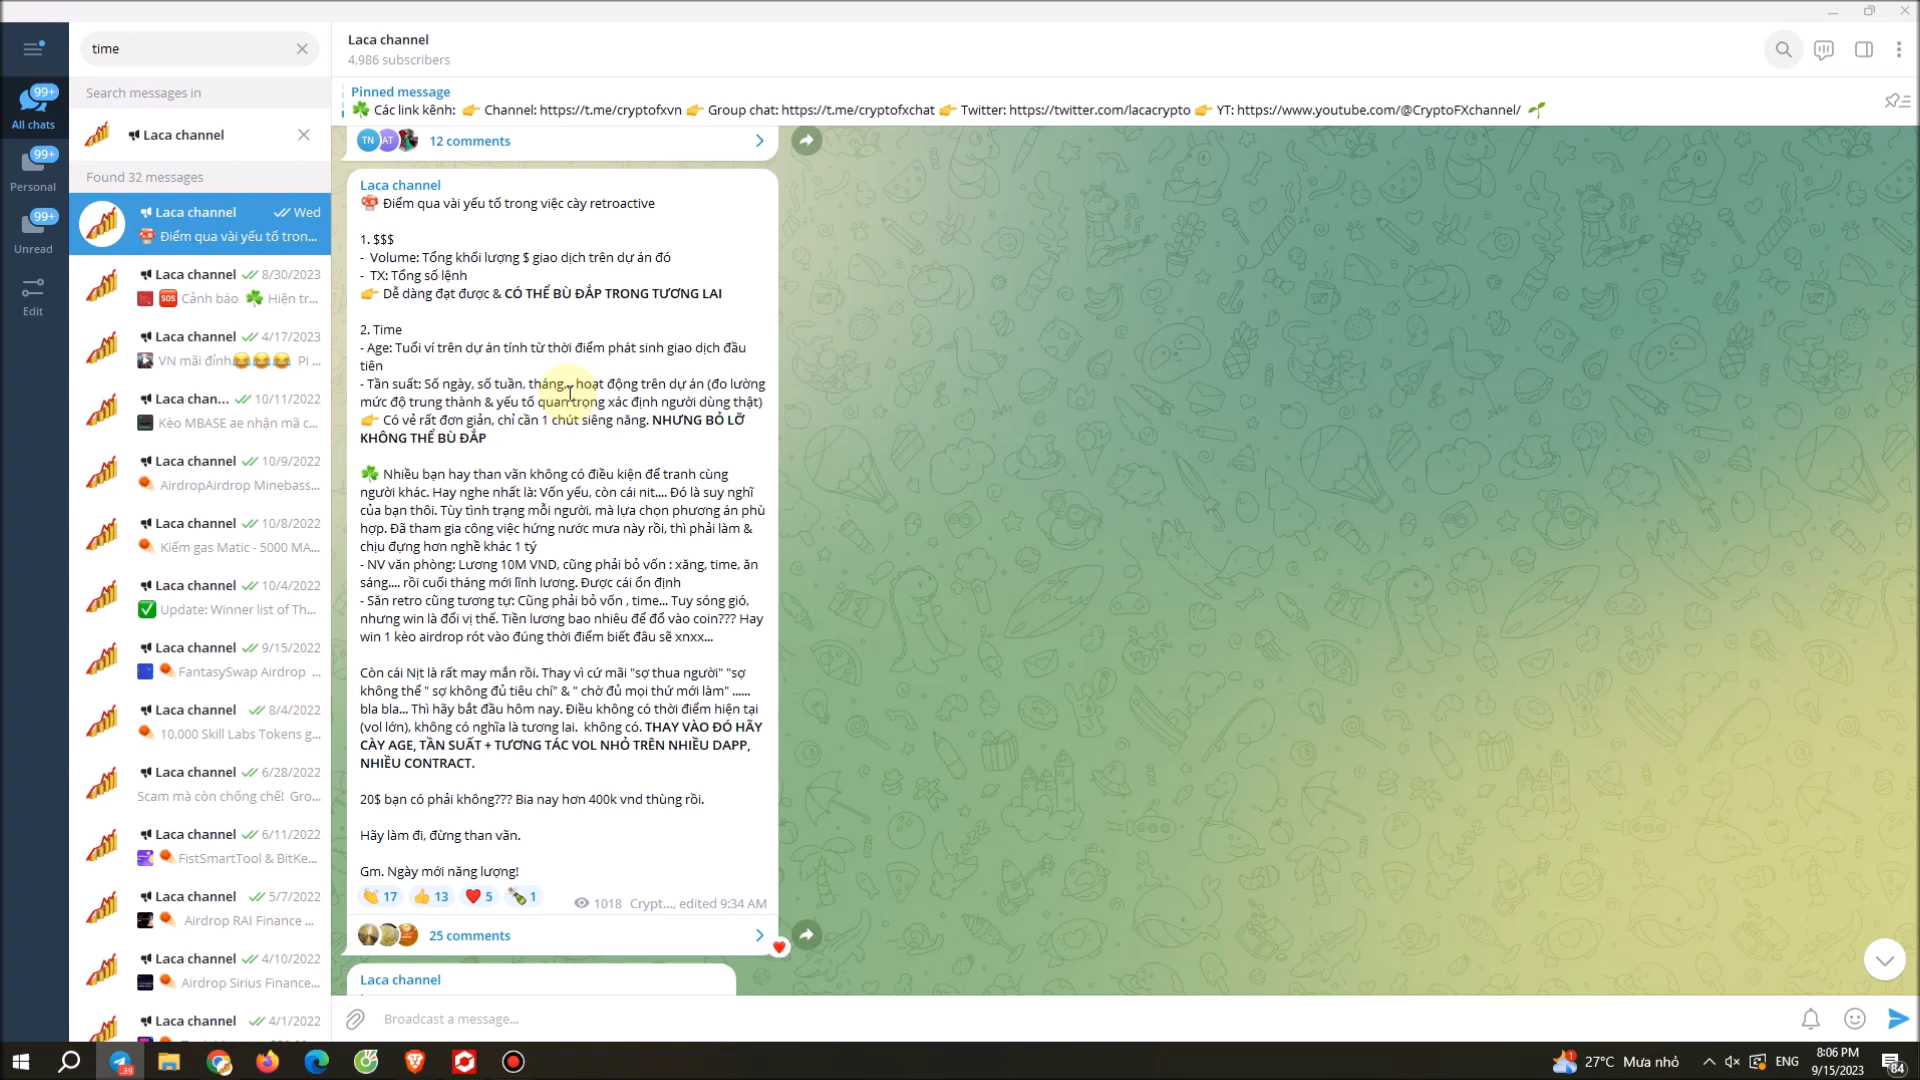 time
Search messages in
Laca channel
Found 32 messages
99+
All chats
99+
Personal
99+
Unread
Edit
Laca channel Wed
Điểm qua vài yếu tố tron...
Laca channel 8/30/2023
SOS Cảnh báo Hiện tr...
Laca channel 4/17/2023
VN mãi đỉnh😂😂😂 Pi ...
Laca chan... 10/11/2022
Kèo MBASE ae nhận mã c...
Laca channel 10/9/2022
AirdropAirdrop Minebass...
Laca channel 10/8/2022
Kiếm gas Matic - 5000 MA...
Laca channel 10/4/2022
Update: Winner list of Th...
Laca channel 9/15/2022
FantasySwap Airdrop ...
Laca channel 8/4/2022
10,000 Skill Labs Tokens g...
Laca channel 6/28/2022
Scam mà còn chống chế! Gro...
Laca channel 6/11/2022
FistSmartTool & BitKe...
Laca channel 5/7/2022
Airdrop RAI Finance ...
Laca channel 4/10/2022
Airdrop Sirius Finance...
Laca channel 4/1/2022
Laca channel
4,986 subscribers
Pinned message
🍀 Các link kênh: 👉 Channel: https://t.me/cryptofxvn 👉 Group chat: https://t.me/cryptofxchat 👉 Twitter: https://twitter.com/lacacrypto 👉 YT: https://www.youtube.com/@CryptoFXchannel/ 🌱
TN AT 12 comments
Laca channel
🍄 Điểm qua vài yếu tố trong việc cày retroactive
1. $$$
- Volume: Tổng khối lượng $ giao dịch trên dự án đó
- TX: Tổng số lệnh
👉 Dễ dàng đạt được & CÓ THỂ BÙ ĐẮP TRONG TƯƠNG LAI
2. Time
- Age: Tuổi ví trên dự án tính từ thời điểm phát sinh giao dịch đầu
tiên
- Tần suất: Số ngày, số tuần, tháng... hoạt động trên dự án (đo lường
mức độ trung thành & yếu tố quan trọng xác định người dùng thật)
👉 Có vẻ rất đơn giản, chỉ cần 1 chút siêng năng. NHƯNG BỎ LỠ
KHÔNG THỂ BÙ ĐẮP
🍀 Nhiều bạn hay than vãn không có điều kiện để tranh cùng
người khác. Hay nghe nhất là: Vốn yếu, còn cái nit.... Đó là suy nghĩ
của bạn thôi. Tùy tình trạng mỗi người, mà lựa chọn phương án phù
hợp. Đã tham gia công việc hứng nước mưa này rồi, thì phải làm &
chịu đựng hơn nghề khác 1 tý
- NV văn phòng: Lương 10M VND, cũng phải bỏ vốn : xăng, time, ăn
sáng.... rồi cuối tháng mới lĩnh lương. Được cái ổn định
- Săn retro cũng tương tự: Cũng phải bỏ vốn , time... Tuy sóng gió,
nhưng win là đổi vị thế. Tiền lương bao nhiêu để đổ vào coin??? Hay
win 1 kèo airdrop rót vào đúng thời điểm biết đâu sẽ xnxx...
Còn cái Nịt là rất may mắn rồi. Thay vì cứ mãi "sợ thua người" "sợ
không thể " sợ không đủ tiêu chí" & " chờ đủ mọi thứ mới làm" ......
bla bla... Thì hãy bắt đầu hôm nay. Điều không có thời điểm hiện tại
(vol lớn), không có nghĩa là tương lai. không có. THAY VÀO ĐÓ HÃY
CÀY AGE, TẦN SUẤT + TƯƠNG TÁC VOL NHỎ TRÊN NHIỀU DAPP,
NHIỀU CONTRACT.
20$ bạn có phải không??? Bia nay hơn 400k vnd thùng rồi.
Hãy làm đi, đừng than vãn.
Gm. Ngày mới năng lượng!
👏 17 👍 13 ❤️ 5 🍾 1
1018 Crypt..., edited 9:34 AM
25 comments
Laca channel
Broadcast a message...
39
27°C Mưa nhỏ
ENG
8:06 PM
9/15/2023
84